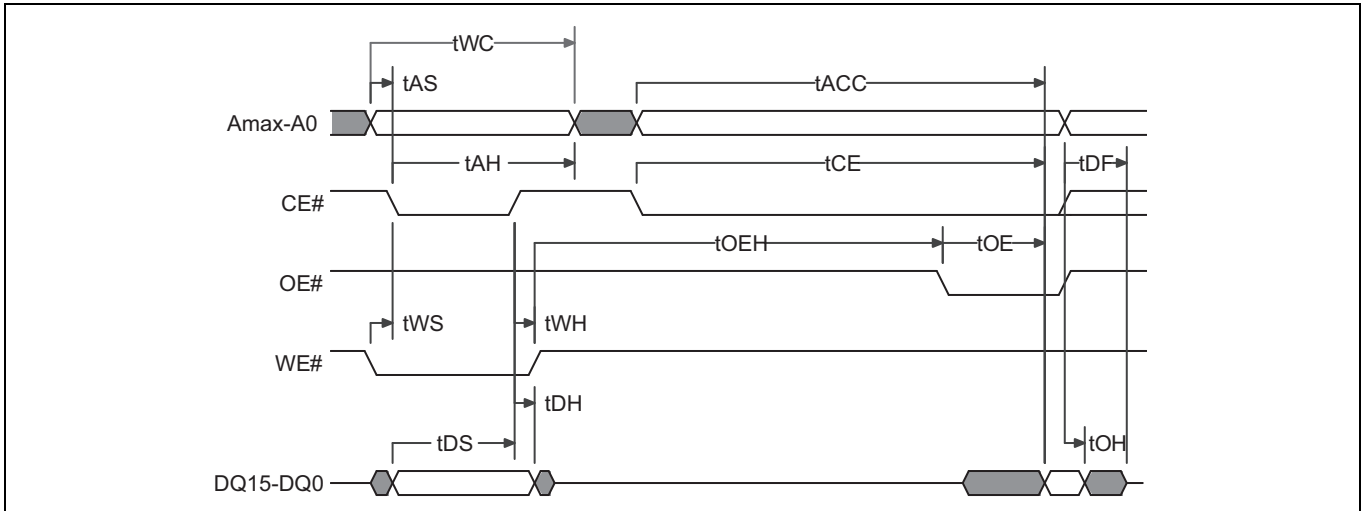 tWC
tAS
tACC
Amax-A0
tAH
tCE
tDF
CE#
tOEH
tOE
OE#
tWS
tWH
WE#
tDH
tDS
tOH
DQ15-DQ0